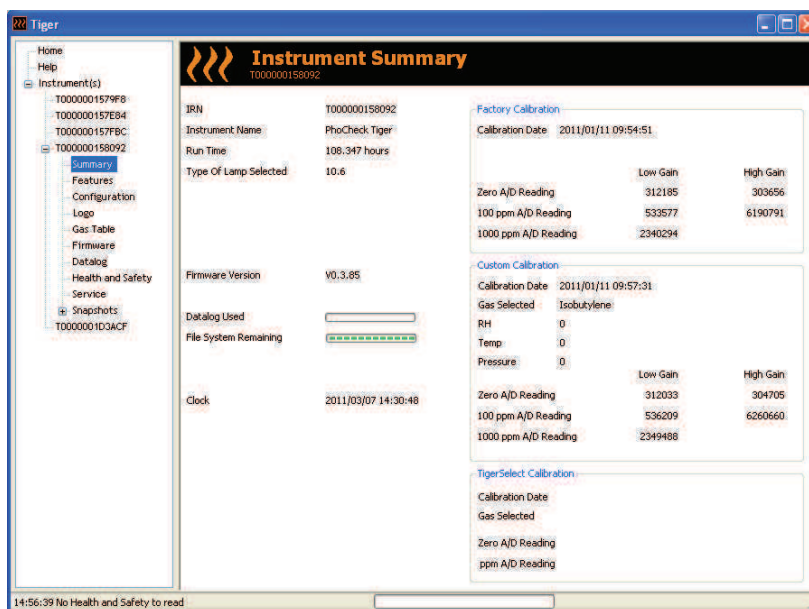 Tiger
Home
Help
Instrument(s)
T0000001579F8
T000000157E84
T000000157FBC
T000000158092
Summary
Features
Configuration
Logo
Gas Table
Firmware
Datalog
Health and Safety
Service
Snapshots
T0000001D3ACF
Instrument Summary
T000000158092
IRN T000000158092
Instrument Name PhoCheck Tiger
Run Time 108.347 hours
Type Of Lamp Selected 10.6
Firmware Version V0.3.85
Datalog Used
File System Remaining
Clock 2011/03/07 14:30:48
Factory Calibration
Calibration Date 2011/01/11 09:54:51
Low Gain High Gain
Zero A/D Reading 312185 303656
100 ppm A/D Reading 533577 6190791
1000 ppm A/D Reading 2340294
Custom Calibration
Calibration Date 2011/01/11 09:57:31
Gas Selected Isobutylene
RH 0
Temp 0
Pressure 0
Low Gain High Gain
Zero A/D Reading 312033 304705
100 ppm A/D Reading 536209 6260660
1000 ppm A/D Reading 2349488
TigerSelect Calibration
Calibration Date
Gas Selected
Zero A/D Reading
ppm A/D Reading
14:56:39 No Health and Safety to read